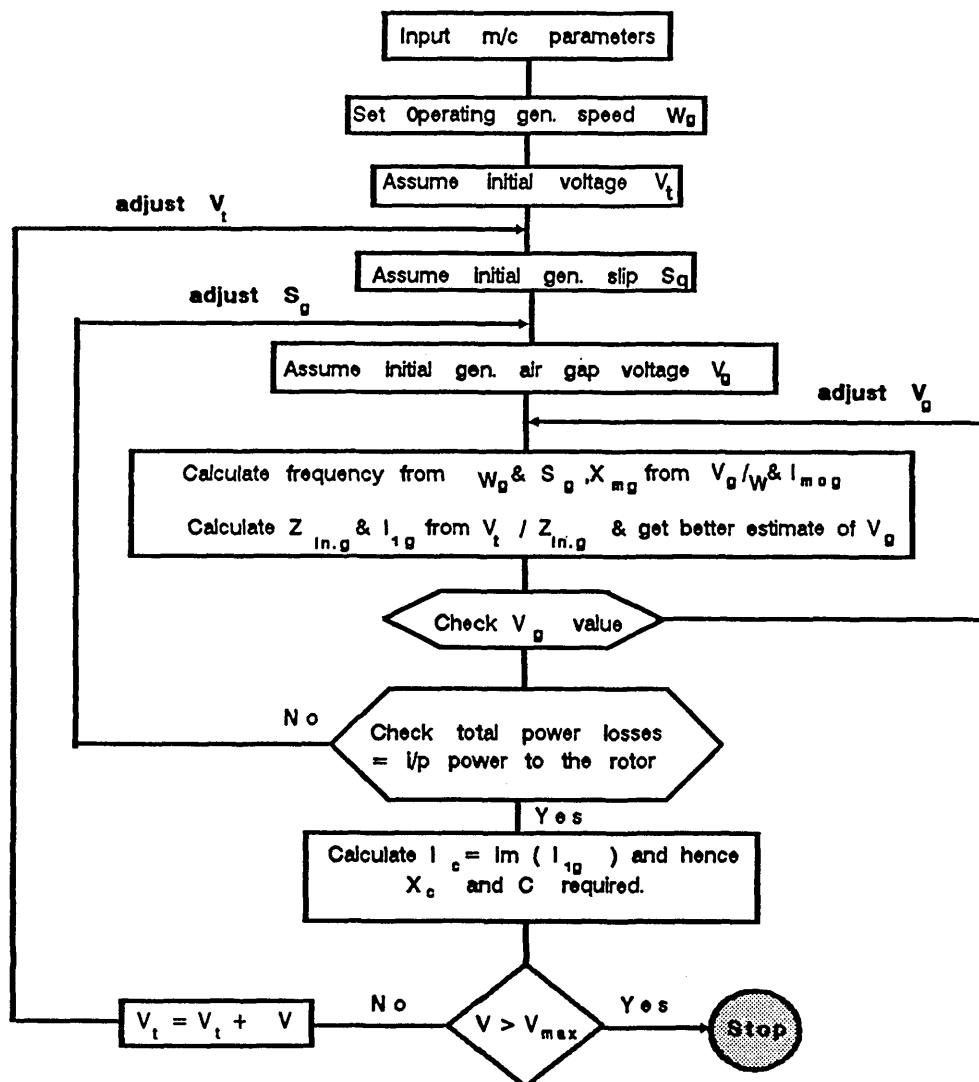 Input m/c parameters
Set Operating gen. speed W_g
Assume initial voltage V_t
adjust V_t
Assume initial gen. slip S_g
adjust S_g
Assume initial gen. air gap voltage V_g
adjust V_g
Calculate frequency from W_g & S_g ,X_mg from V_g/W & I_mag
Calculate Z_in.g & I_1g from V_t / Z_in.g & get better estimate of V_g
Check V_g value
No
Check total power losses
= i/p power to the rotor
Yes
Calculate I_c = Im ( I_1g ) and hence
X_c and C required.
V_t = V_t + V
No
V > V_max
Yes
Stop